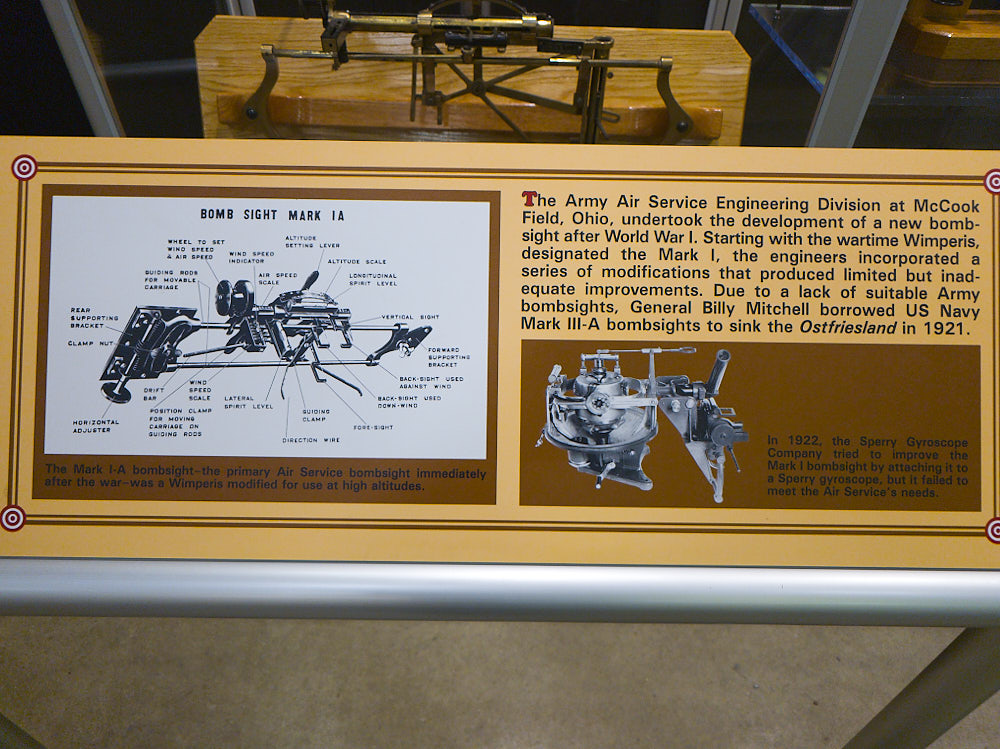 BOMB SIGHT MARK IA
ALTITUDE
SETTING LEVER
WHEEL TO SET
WIND SPEED
& AIR SPEED
WIND SPEED
INDICATOR
ALTITUDE SCALE
GUIDING RODS
FOR MOVABLE
CARRIAGE
AIR SPEED
SCALE
LONGITUDINAL
SPIRIT LEVEL
REAR
SUPPORTING
BRACKET
VERTICAL SIGHT
CLAMP NUT
FORWARD
SUPPORTING
BRACKET
DRIFT
BAR
WIND
SPEED
SCALE
BACK-SIGHT USED
AGAINST WIND
LATERAL
SPIRIT LEVEL
BACK-SIGHT USED
DOWN-WIND
HORIZONTAL
ADJUSTER
POSITION CLAMP
FOR MOVING
CARRIAGE ON
GUIDING RODS
GUIDING
CLAMP
FORE-SIGHT
DIRECTION WIRE
The Mark I-A bombsight—the primary Air Service bombsight immediately
after the war—was a Wimperis modified for use at high altitudes.
The Army Air Service Engineering Division at McCook
Field, Ohio, undertook the development of a new bomb-
sight after World War I. Starting with the wartime Wimperis,
designated the Mark I, the engineers incorporated a
series of modifications that produced limited but inad-
equate improvements. Due to a lack of suitable Army
bombsights, General Billy Mitchell borrowed US Navy
Mark III-A bombsights to sink the Ostfriesland in 1921.
In 1922, the Sperry Gyroscope
Company tried to improve the
Mark I bombsight by attaching it to
a Sperry gyroscope, but it failed to
meet the Air Service's needs.